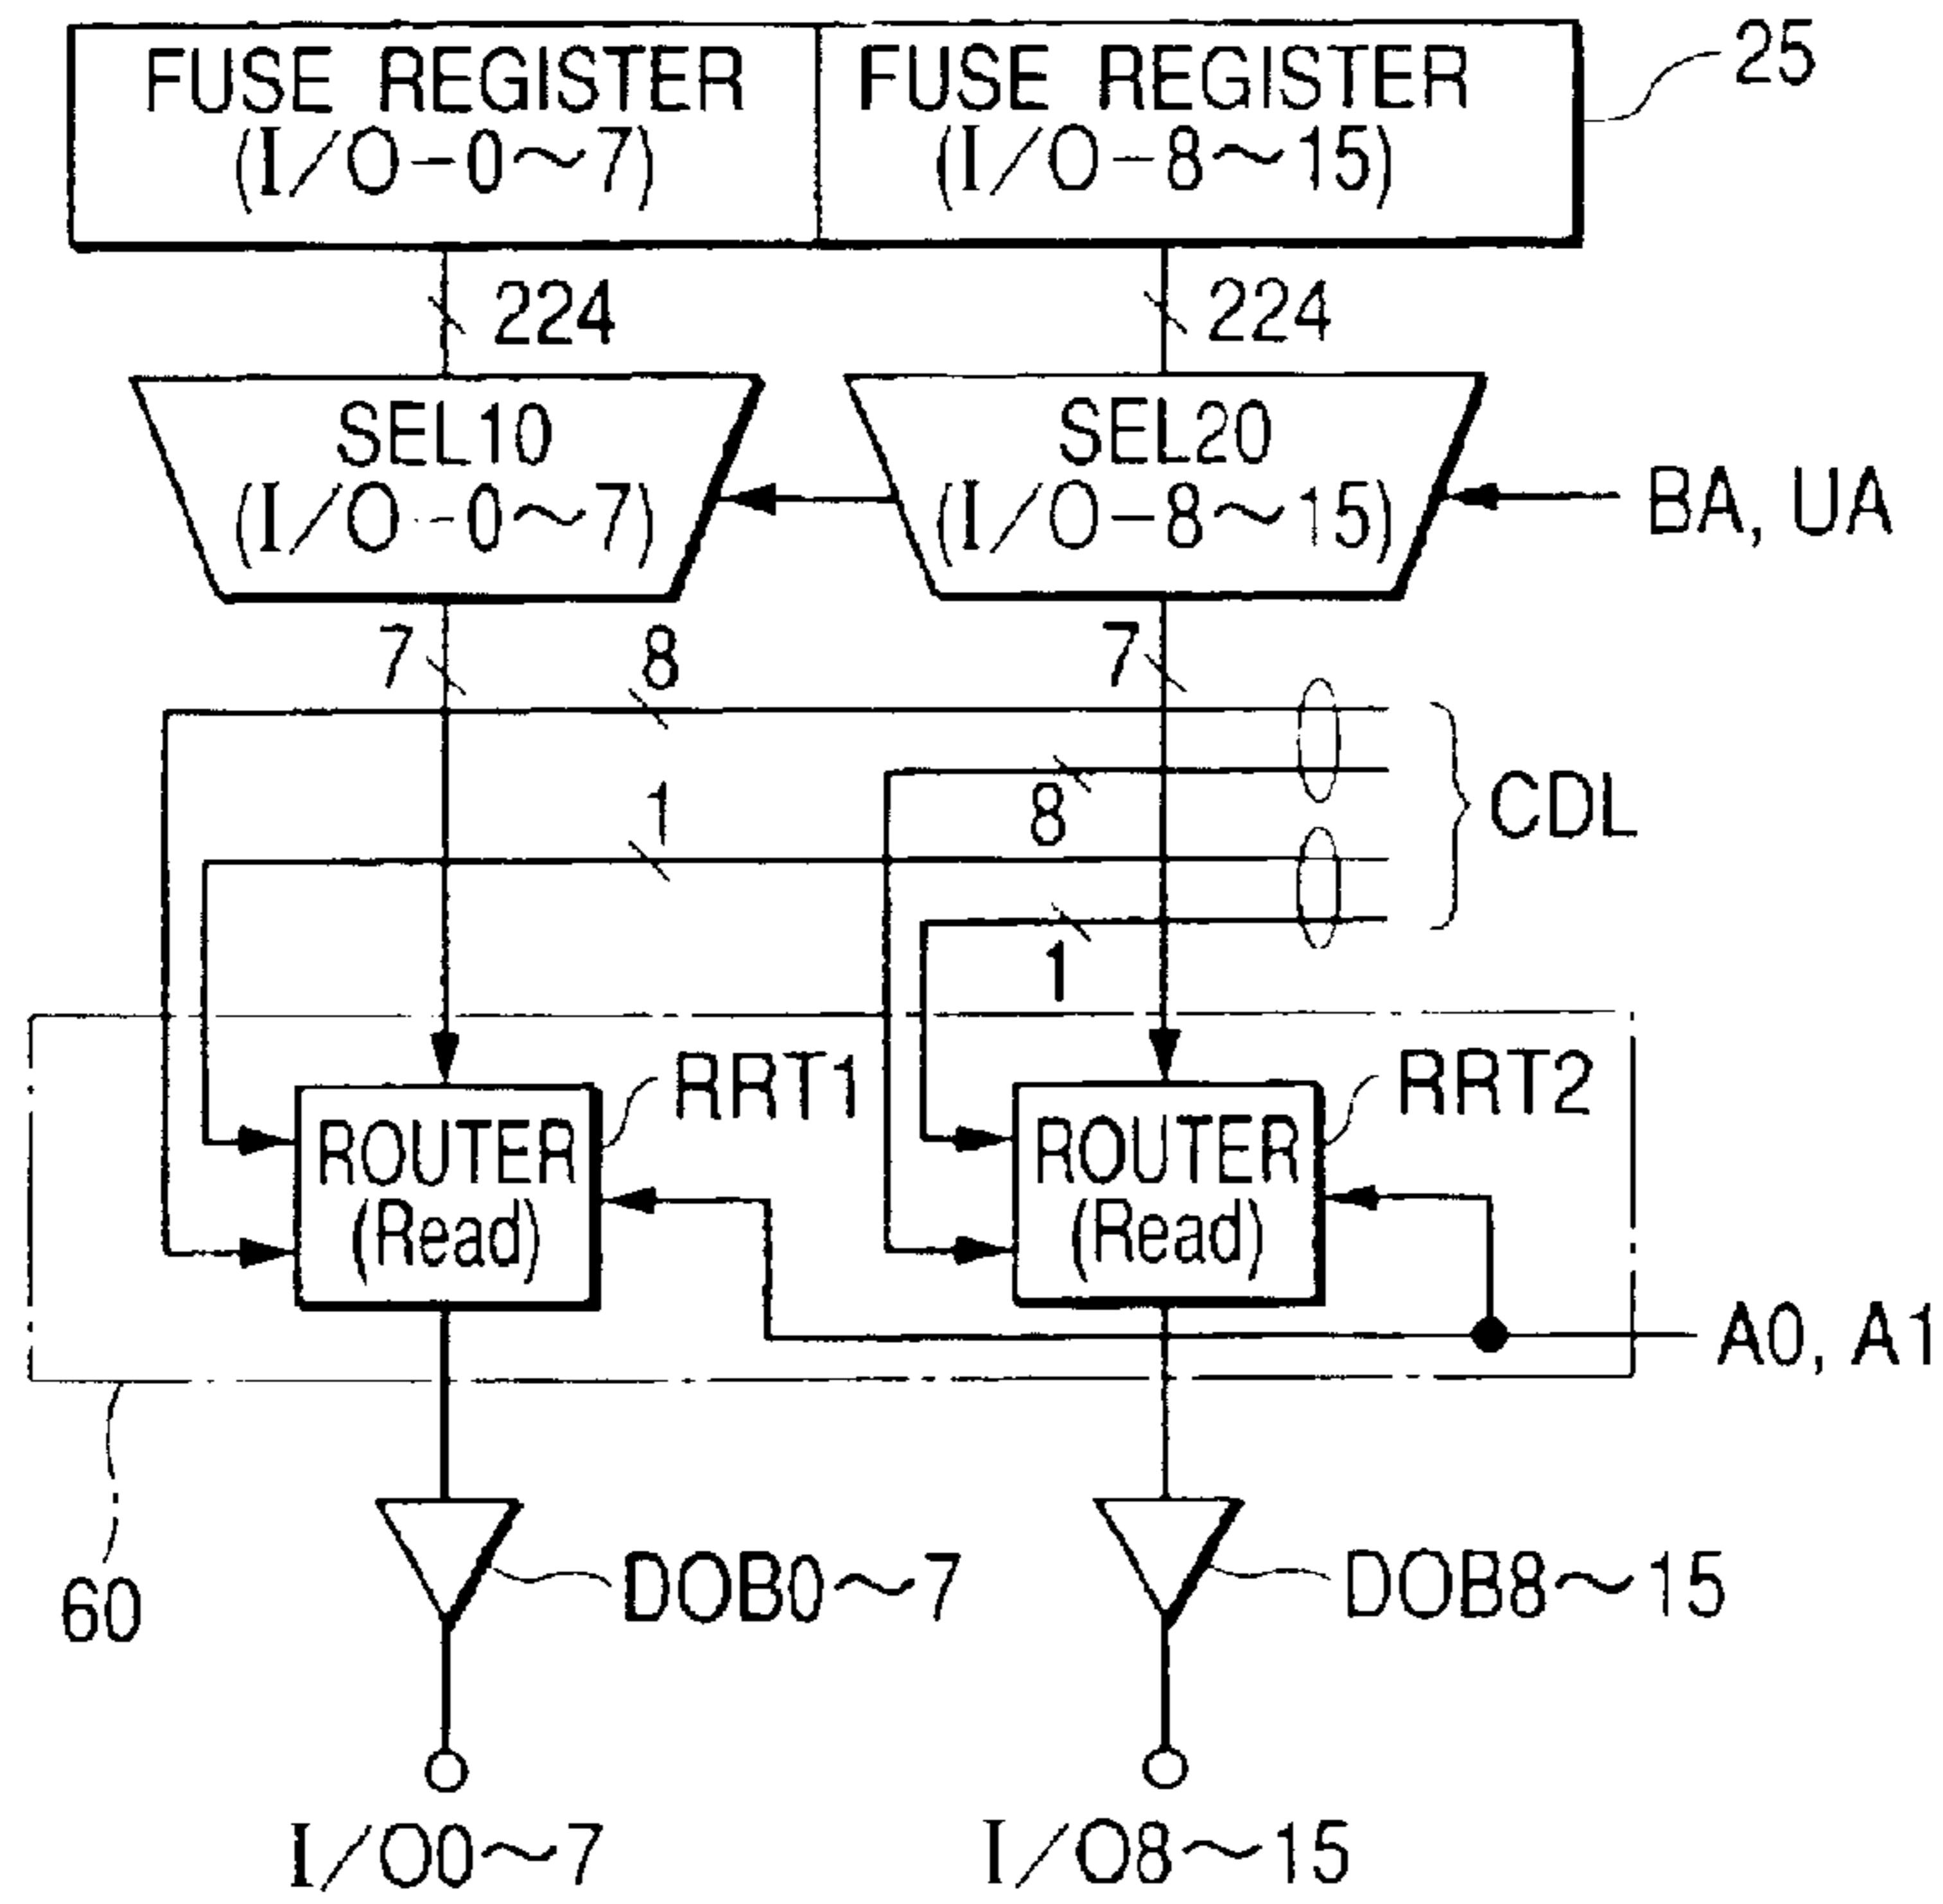 FUSE REGISTER
(I/O-0~7)
FUSE REGISTER
(I/O-8~15)
25
224
224
SEL10
(I/O-0~7)
SEL20
(I/O-8~15)
BA, UA
7
8
7
1
8
CDL
1
RRT1
RRT2
ROUTER
(Read)
ROUTER
(Read)
A0, A1
60
DOB0~7
DOB8~15
I/O0~7
I/O8~15